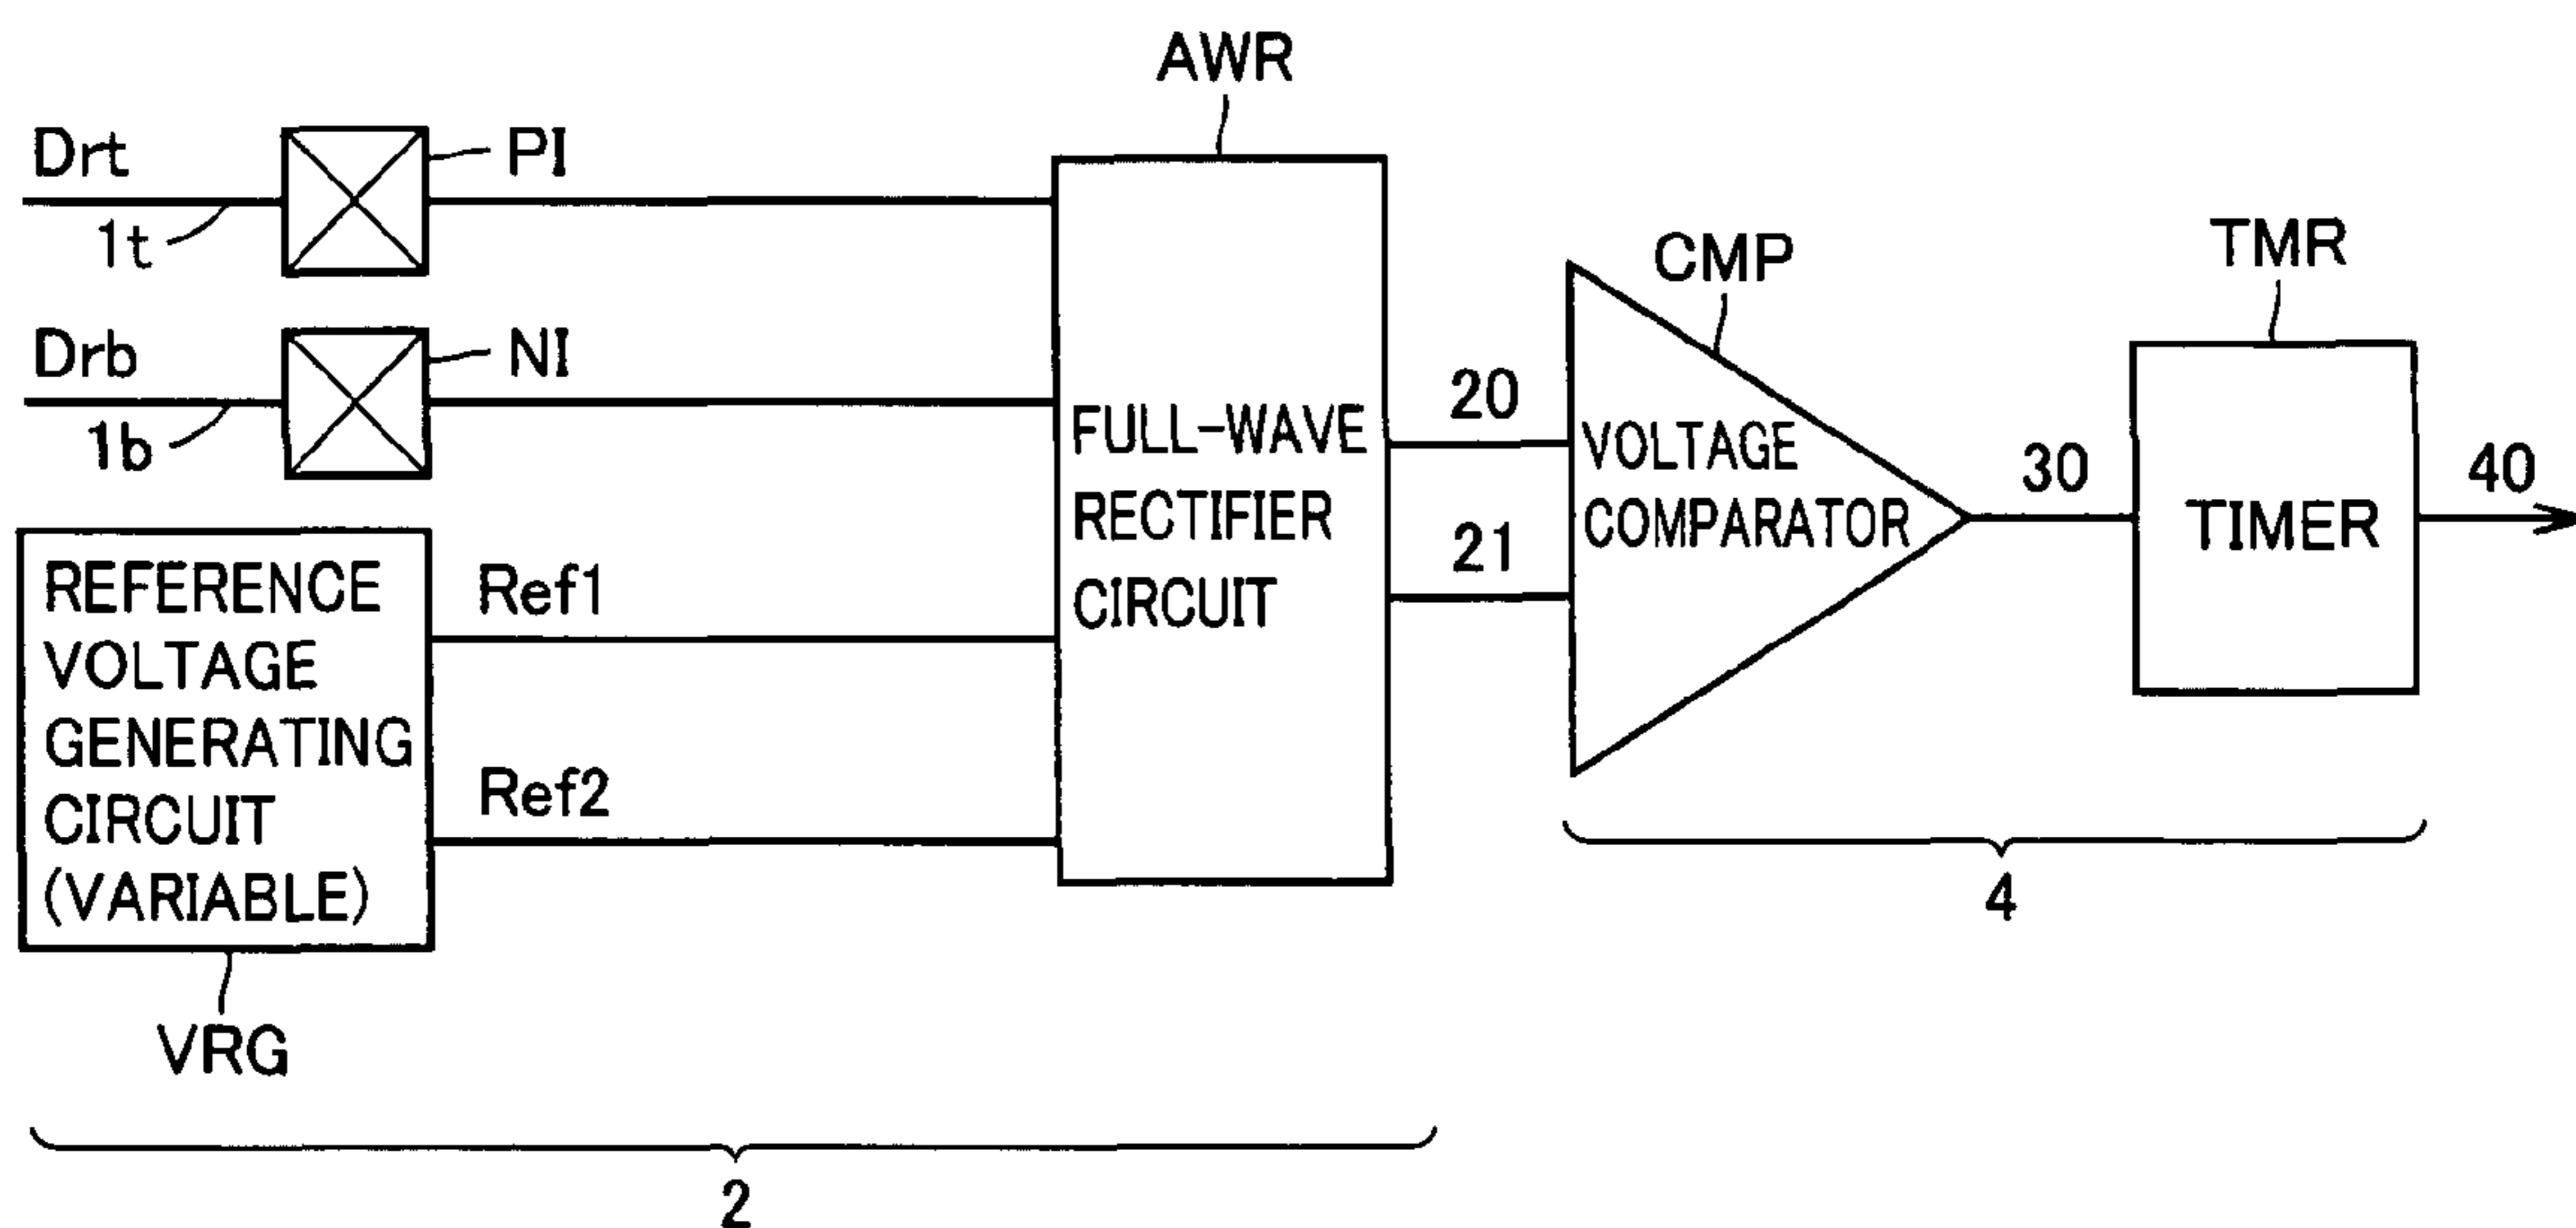 AWR
Drt
PI
1t
Drb
NI
1b
CMP
TMR
FULL-WAVE
RECTIFIER
CIRCUIT
20
21
VOLTAGE
COMPARATOR
30
TIMER
40
REFERENCE
VOLTAGE
GENERATING
CIRCUIT
(VARIABLE)
Ref1
Ref2
4
VRG
2